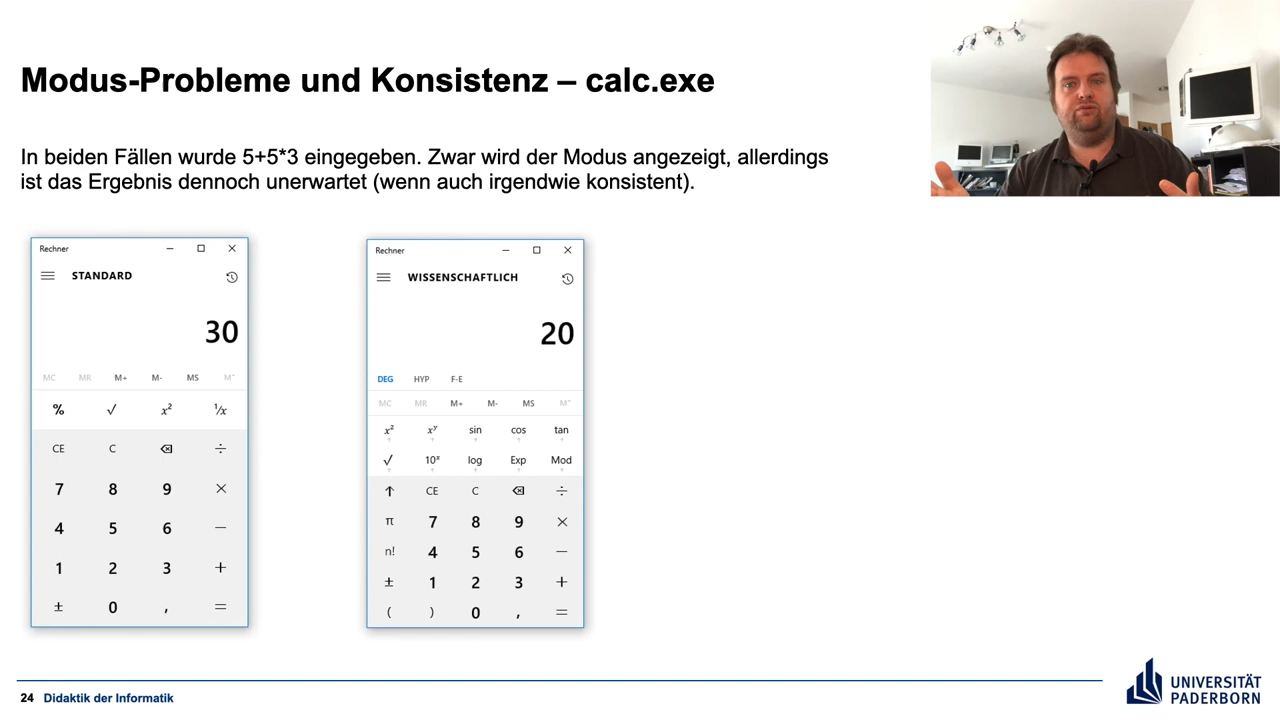 Modus-Probleme und Konsistenz – calc.exe
In beiden Fällen wurde 5+5*3 eingegeben. Zwar wird der Modus angezeigt, allerdings
ist das Ergebnis dennoch unerwartet (wenn auch irgendwie konsistent).
Rechner
STANDARD
30
MC MR M+ M- MS M˅
% √ x² ¹/x
CE C ÷
7 8 9 ×
4 5 6 −
1 2 3 +
± 0 , =
Rechner
WISSENSCHAFTLICH
20
DEG HYP F-E
MC MR M+ M- MS M˅
x² xʸ sin cos tan
√ 10ˣ log Exp Mod
↑ CE C ÷
π 7 8 9 ×
n! 4 5 6 −
± 1 2 3 +
( ) 0 , =
24 Didaktik der Informatik
UNIVERSITÄT
PADERBORN